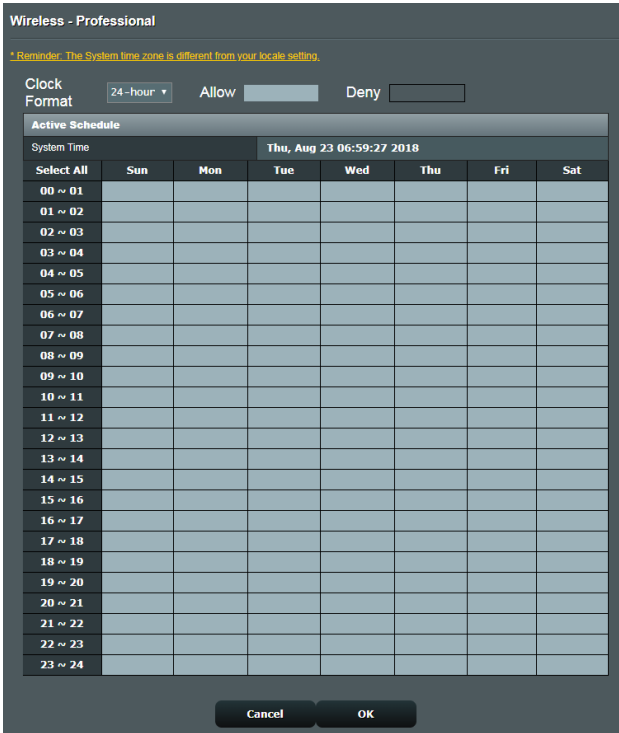 Wireless - Professional
* Reminder: The System time zone is different from your locale setting.
Clock Format 24-hour Allow Deny
Active Schedule
System Time Thu, Aug 23 06:59:27 2018
Select All Sun Mon Tue Wed Thu Fri Sat
00 ~ 01
01 ~ 02
02 ~ 03
03 ~ 04
04 ~ 05
05 ~ 06
06 ~ 07
07 ~ 08
08 ~ 09
09 ~ 10
10 ~ 11
11 ~ 12
12 ~ 13
13 ~ 14
14 ~ 15
15 ~ 16
16 ~ 17
17 ~ 18
18 ~ 19
19 ~ 20
20 ~ 21
21 ~ 22
22 ~ 23
23 ~ 24
Cancel OK